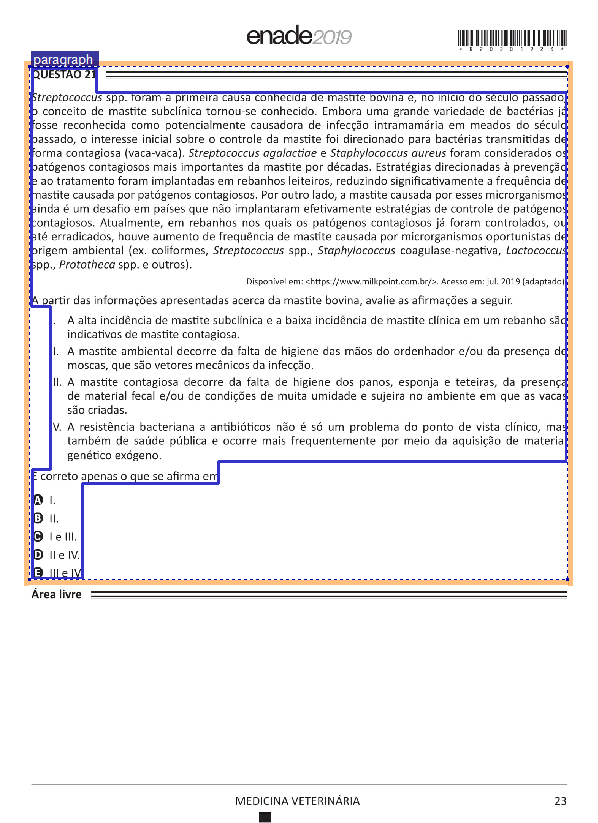 enade2019
paragraph
QUESTÃO 21
Streptococcus spp. foram a primeira causa conhecida de mastite bovina e, no início do século passado,
o conceito de mastite subclínica tornou-se conhecido. Embora uma grande variedade de bactérias já
fosse reconhecida como potencialmente causadora de infecção intramamária em meados do século
passado, o interesse inicial sobre o controle da mastite foi direcionado para bactérias transmitidas de
forma contagiosa (vaca-vaca). Streptococcus agalactiae e Staphylococcus aureus foram considerados os
patógenos contagiosos mais importantes da mastite por décadas. Estratégias direcionadas à prevenção
e ao tratamento foram implantadas em rebanhos leiteiros, reduzindo significativamente a frequência de
mastite causada por patógenos contagiosos. Por outro lado, a mastite causada por esses microrganismos
ainda é um desafio em países que não implantaram efetivamente estratégias de controle de patógenos
contagiosos. Atualmente, em rebanhos nos quais os patógenos contagiosos já foram controlados, ou
até erradicados, houve aumento de frequência de mastite causada por microrganismos oportunistas de
origem ambiental (ex. coliformes, Streptococcus spp., Staphylococcus coagulase-negativa, Lactococcus
spp., Prototheca spp. e outros).
Disponível em: <https://www.milkpoint.com.br/>. Acesso em: jul. 2019 (adaptado).
A partir das informações apresentadas acerca da mastite bovina, avalie as afirmações a seguir.
I. A alta incidência de mastite subclínica e a baixa incidência de mastite clínica em um rebanho são
indicativos de mastite contagiosa.
II. A mastite ambiental decorre da falta de higiene das mãos do ordenhador e/ou da presença de
moscas, que são vetores mecânicos da infecção.
III. A mastite contagiosa decorre da falta de higiene dos panos, esponja e teteiras, da presença
de material fecal e/ou de condições de muita umidade e sujeira no ambiente em que as vacas
são criadas.
IV. A resistência bacteriana a antibióticos não é só um problema do ponto de vista clínico, mas
também de saúde pública e ocorre mais frequentemente por meio da aquisição de material
genético exógeno.
É correto apenas o que se afirma em
A I.
B II.
C I e III.
D II e IV.
E III e IV.
Área livre
MEDICINA VETERINÁRIA 23